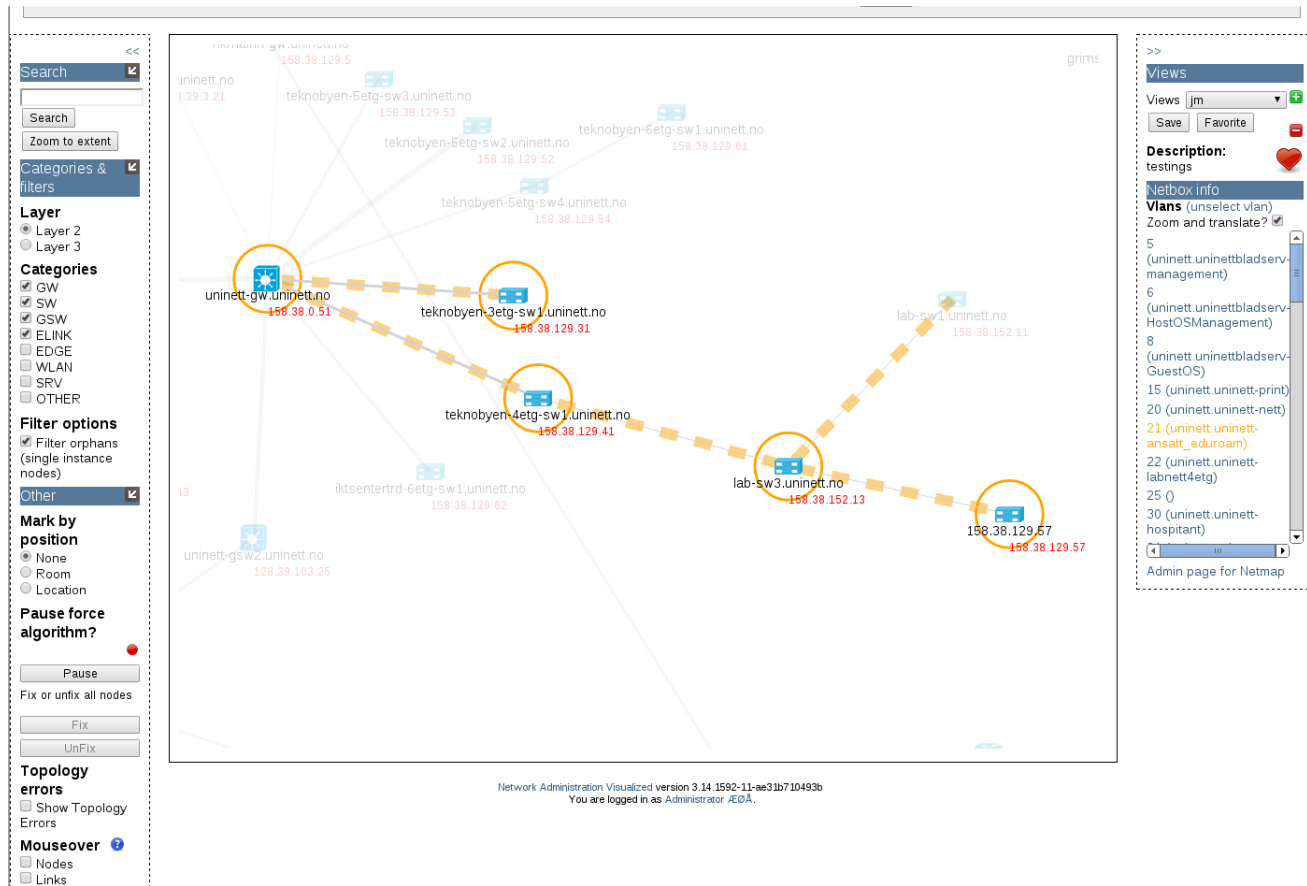 <<
Search
Search
Zoom to extent
Categories &
filters
Layer
Layer 2
Layer 3
Categories
GW
SW
GSW
ELINK
EDGE
WLAN
SRV
OTHER
Filter options
Filter orphans
(single instance
nodes)
Other
Mark by
position
None
Room
Location
Pause force
algorithm?
Pause
Fix or unfix all nodes
Fix
UnFix
Topology
errors
Show Topology
Errors
Mouseover ?
Nodes
Links
158.38.129.5
grims
uninett.no
39.3.21
teknobyen-5etg-sw3.uninett.no
158.38.129.53
teknobyen-5etg-sw2.uninett.no
158.38.129.52
teknobyen-6etg-sw1.uninett.no
158.38.129.61
teknobyen-5etg-sw4.uninett.no
158.38.129.54
uninett-gw.uninett.no
158.38.0.51
teknobyen-3etg-sw1.uninett.no
158.38.129.31
lab-sw1.uninett.no
158.38.152.11
teknobyen-4etg-sw1.uninett.no
158.38.129.41
lab-sw3.uninett.no
158.38.152.13
iktsentertrd-6etg-sw1.uninett.no
158.38.129.62
43
158.38.129.57
158.38.129.57
uninett-gsw2.uninett.no
128.39.103.25
>>
Views
Views jm
Save Favorite
Description:
testings
Netbox info
Vlans (unselect vlan)
Zoom and translate?
5
(uninett.uninettbladserv-
management)
6
(uninett.uninettbladserv-
HostOSManagement)
8
(uninett.uninettbladserv-
GuestOS)
15 (uninett.uninett-print)
20 (uninett.uninett-nett)
21 (uninett.uninett-
ansatt_eduroam)
22 (uninett.uninett-
labnett4etg)
25 ()
30 (uninett.uninett-
hospitant)
Admin page for Netmap
Network Administration Visualized version 3.14.1592-11-ae31b710493b
You are logged in as Administrator ÆØÅ.